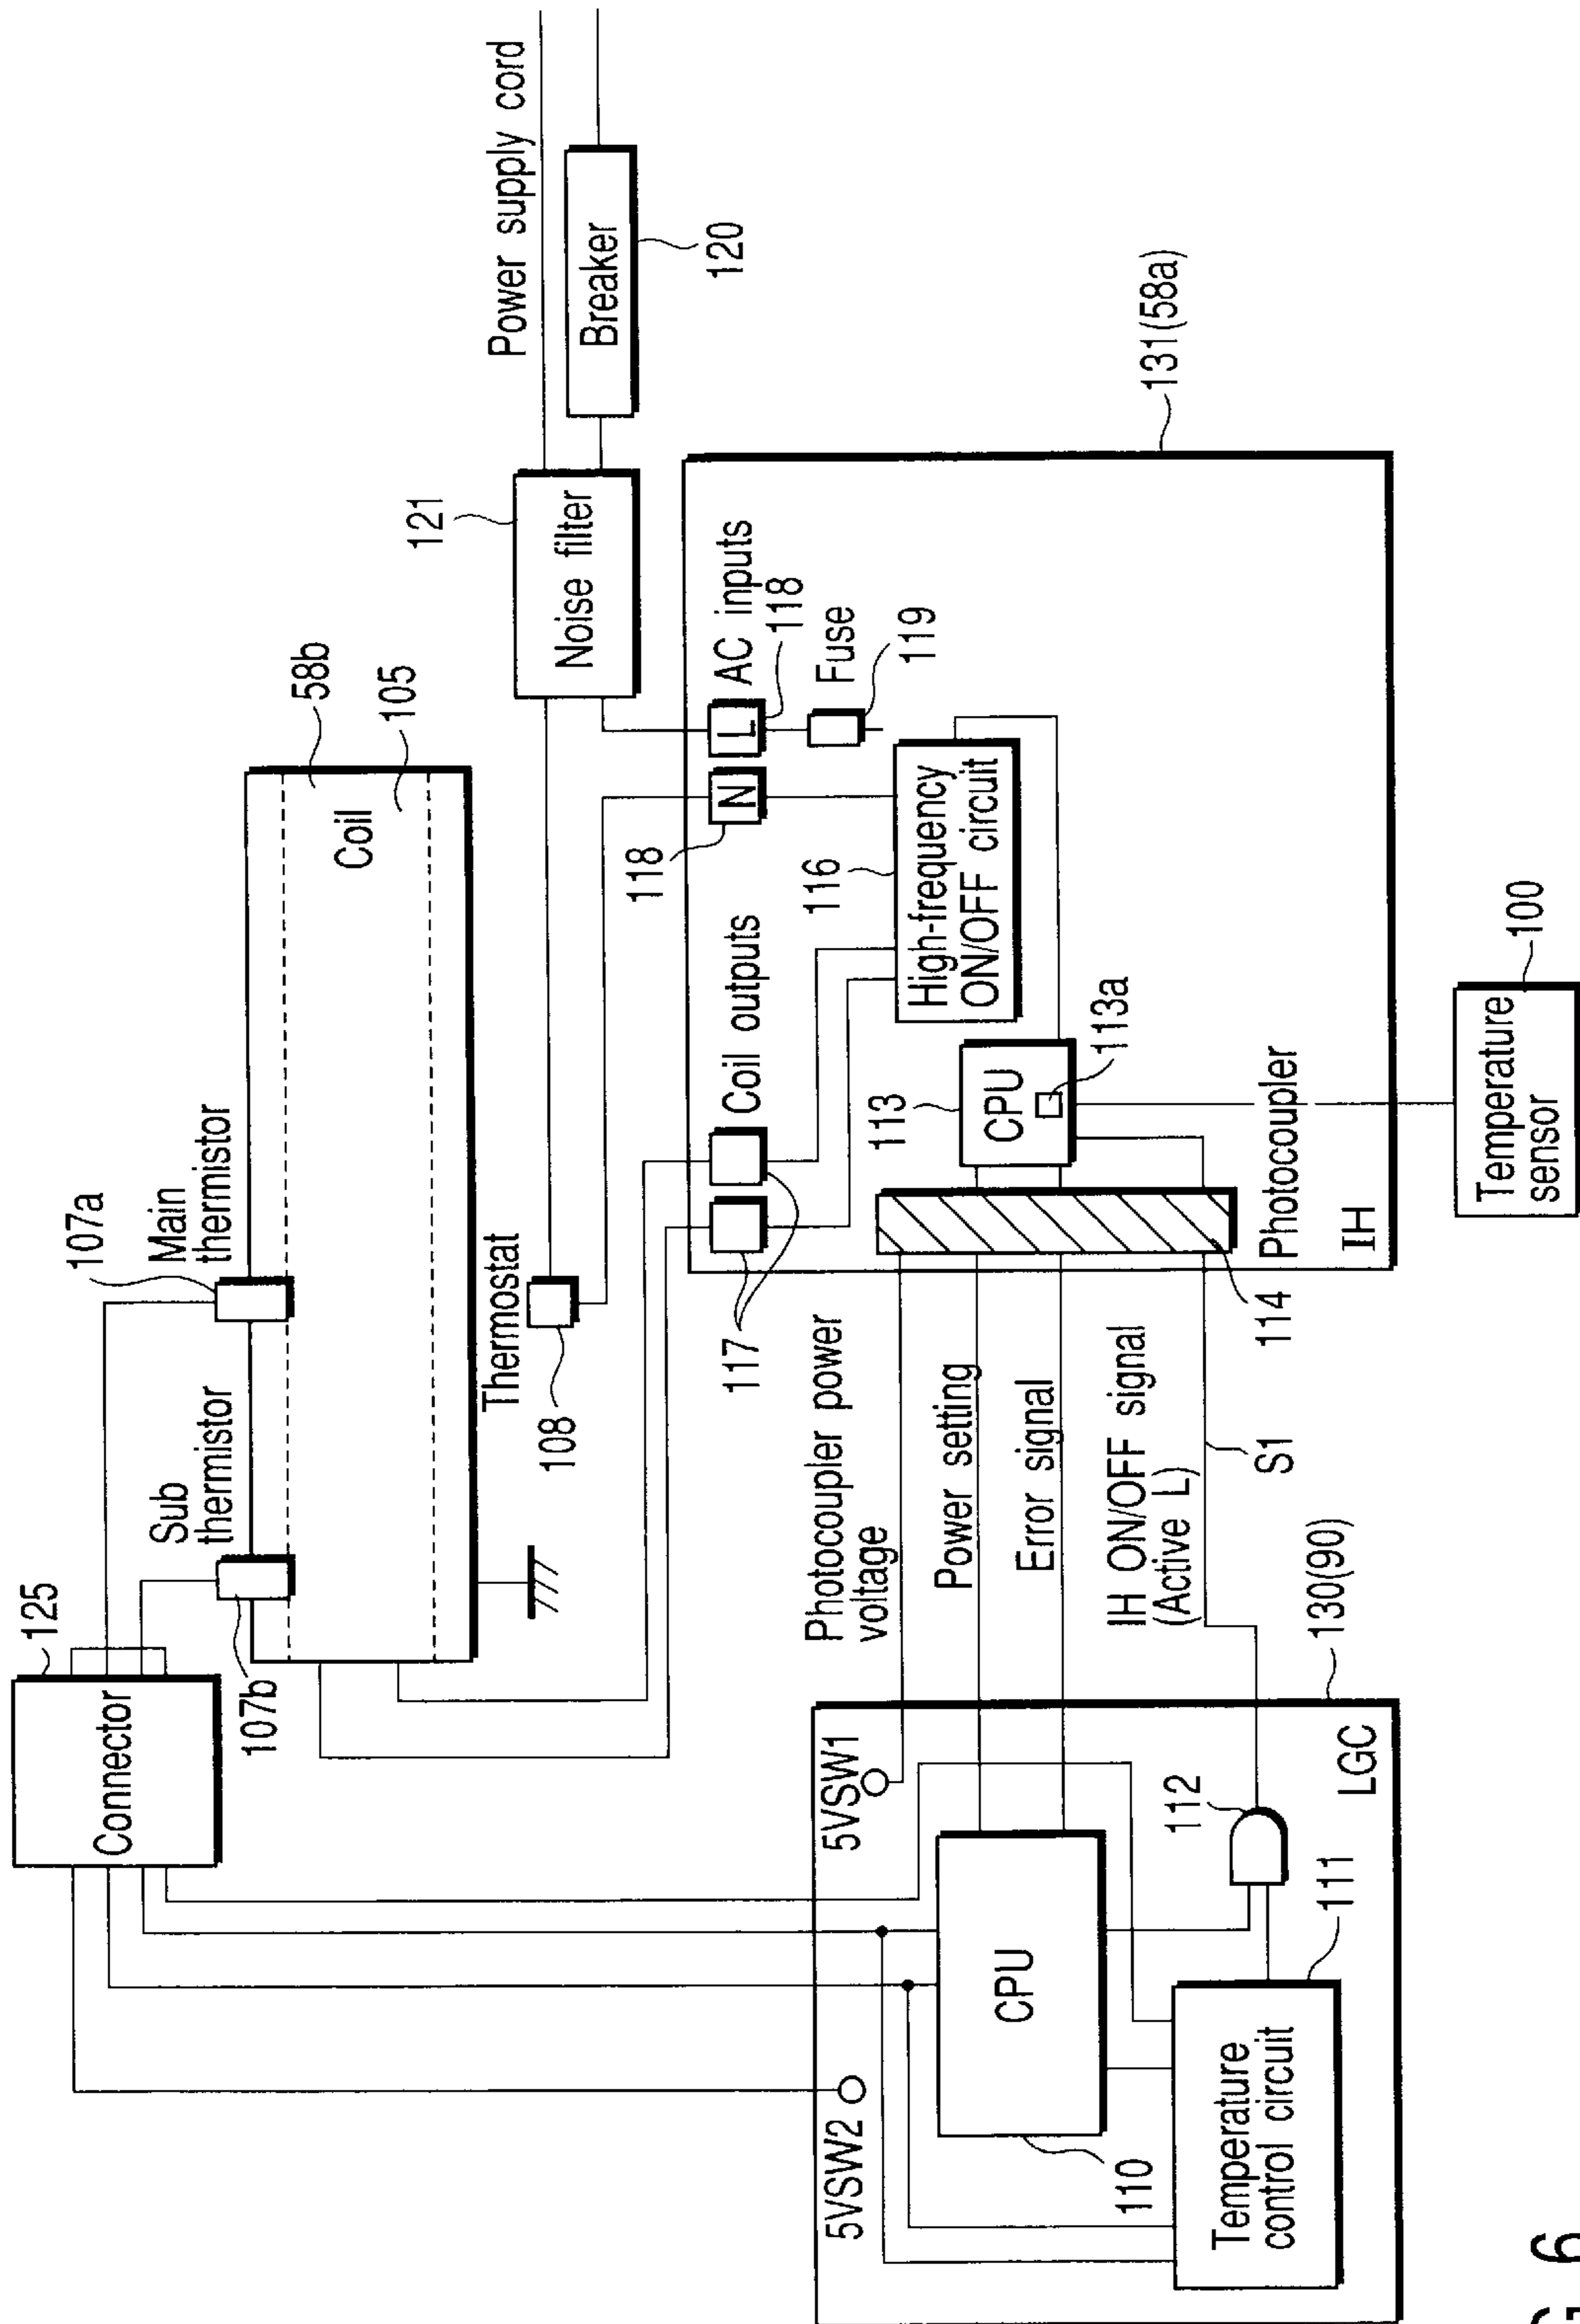 Power supply cord
Breaker
120
121
Noise filter
131(58a)
58b
105
Coil
AC inputs
118
L
N
118
Fuse
119
116
High-frequency
ON/OFF circuit
Coil outputs
117
113
CPU
113a
Photocoupler
IH
114
100
Temperature
sensor
107a
Main
thermistor
Sub
thermistor
107b
125
Connector
Thermostat
108
Photocoupler power
voltage
Power setting
Error signal
IH ON/OFF signal
(Active L)
S1
130(90)
5VSW1
5VSW2
LGC
112
CPU
110
111
Temperature
control circuit